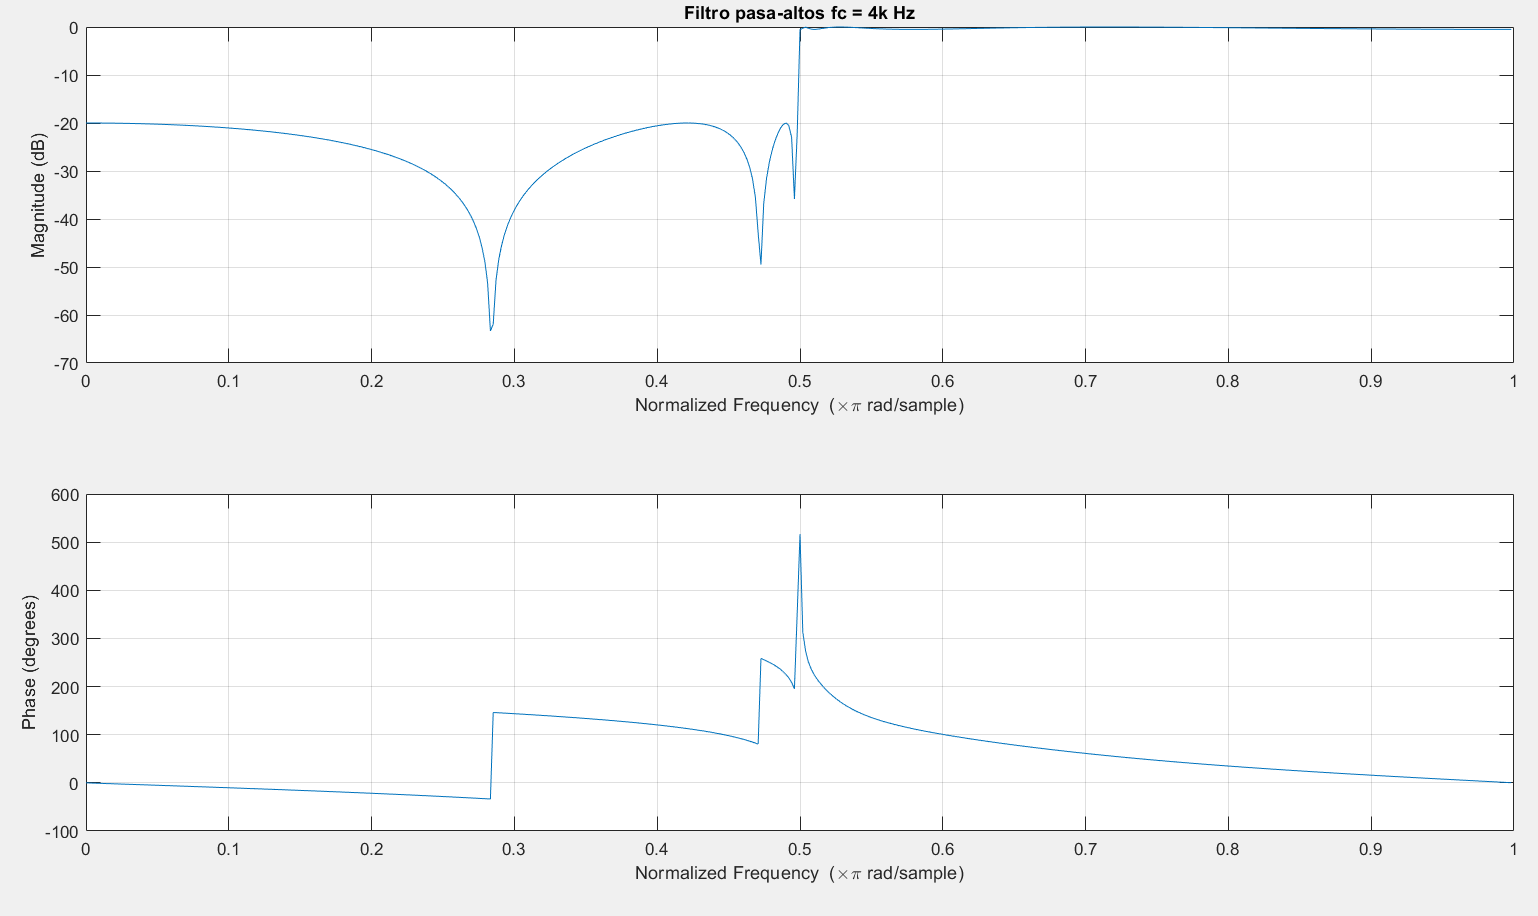 Filtro pasa-altos fc = 4k Hz
0
-10
-20
-30
-40
-50
-60
-70
Magnitude (dB)
0 0.1 0.2 0.3 0.4 0.5 0.6 0.7 0.8 0.9 1
Normalized Frequency (×π rad/sample)
600
500
400
300
200
100
0
-100
Phase (degrees)
0 0.1 0.2 0.3 0.4 0.5 0.6 0.7 0.8 0.9 1
Normalized Frequency (×π rad/sample)